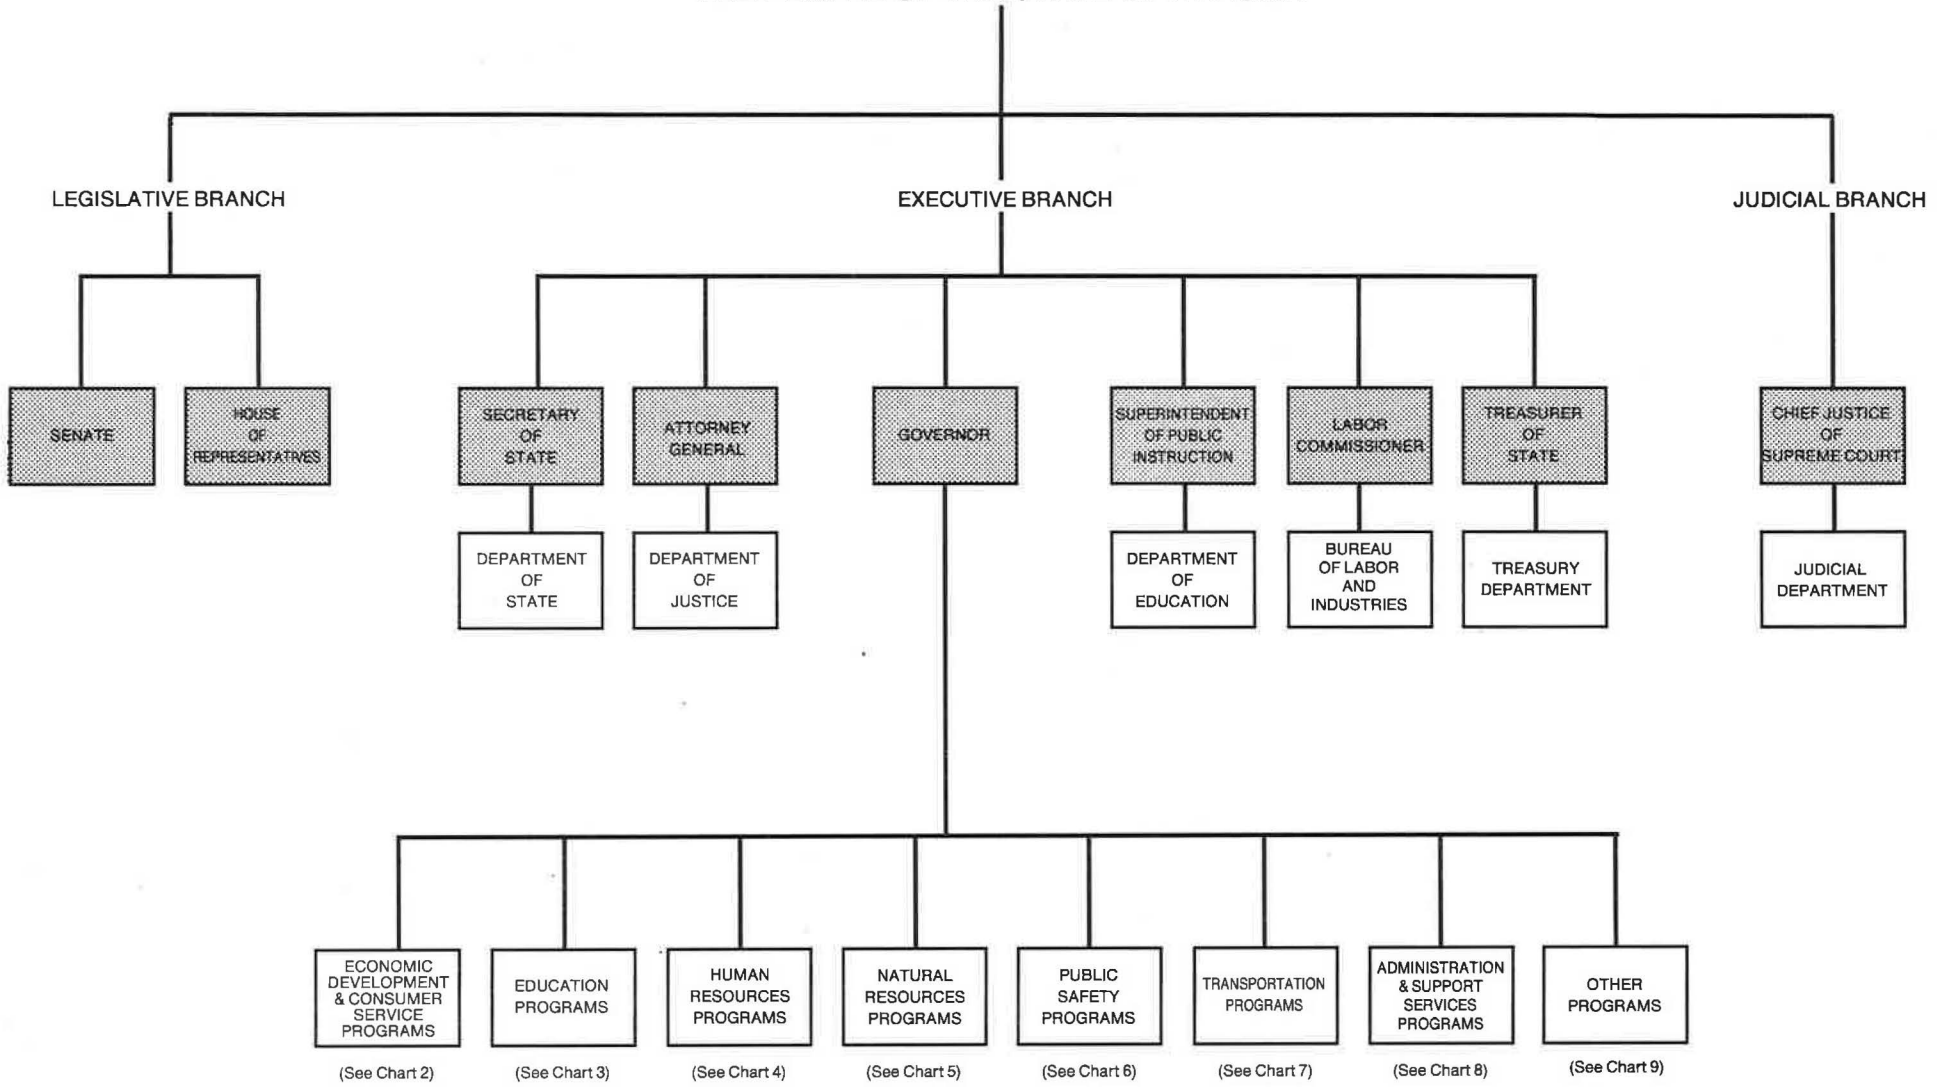 LEGISLATIVE BRANCH
EXECUTIVE BRANCH
JUDICIAL BRANCH
SENATE
HOUSE
OF
REPRESENTATIVES
SECRETARY
OF
STATE
ATTORNEY
GENERAL
GOVERNOR
SUPERINTENDENT
OF PUBLIC
INSTRUCTION
LABOR
COMMISSIONER
TREASURER
OF
STATE
CHIEF JUSTICE
OF
SUPREME COURT
DEPARTMENT
OF
STATE
DEPARTMENT
OF
JUSTICE
DEPARTMENT
OF
EDUCATION
BUREAU
OF LABOR
AND
INDUSTRIES
TREASURY
DEPARTMENT
JUDICIAL
DEPARTMENT
ECONOMIC
DEVELOPMENT
& CONSUMER
SERVICE
PROGRAMS
(See Chart 2)
EDUCATION
PROGRAMS
(See Chart 3)
HUMAN
RESOURCES
PROGRAMS
(See Chart 4)
NATURAL
RESOURCES
PROGRAMS
(See Chart 5)
PUBLIC
SAFETY
PROGRAMS
(See Chart 6)
TRANSPORTATION
PROGRAMS
(See Chart 7)
ADMINISTRATION
& SUPPORT
SERVICES
PROGRAMS
(See Chart 8)
OTHER
PROGRAMS
(See Chart 9)